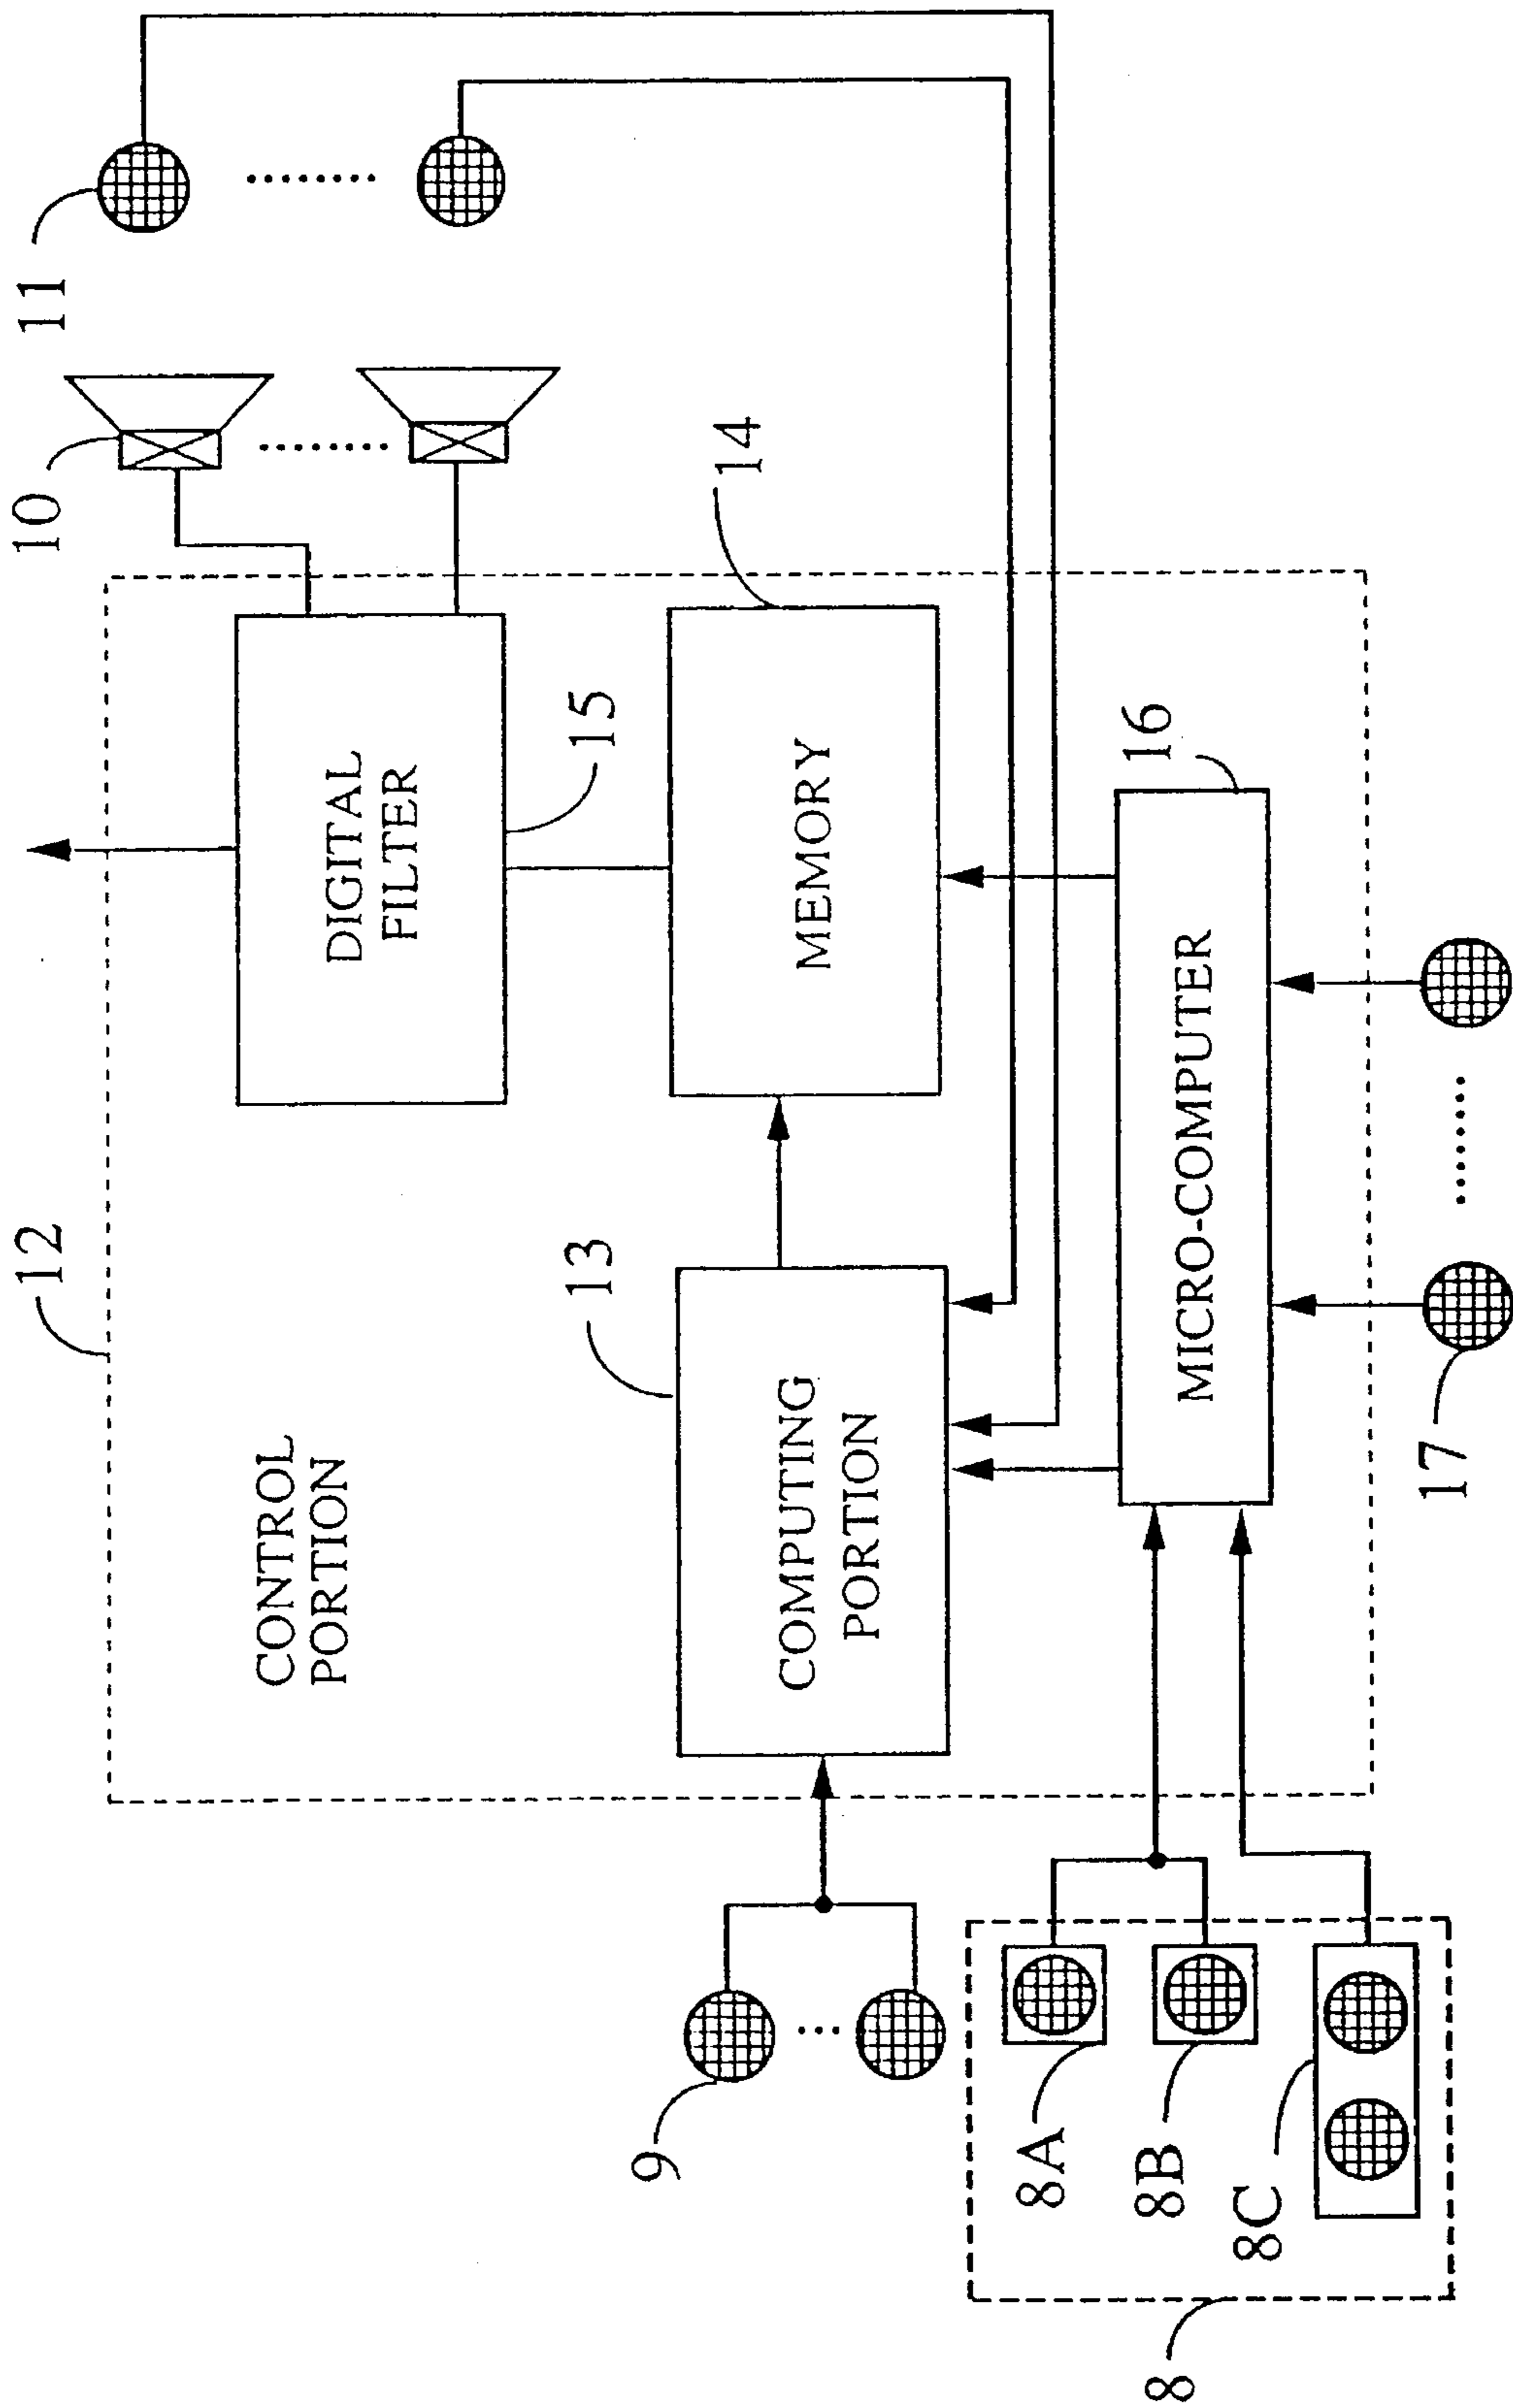 12
CONTROL
PORTION
DIGITAL
FILTER
10
11
15
13
COMPUTING
PORTION
MEMORY
14
9
8A
8B
8C
8
MICRO-COMPUTER
16
17